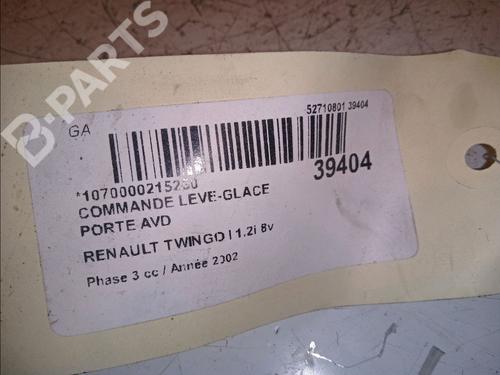 B-PARTS
GA
52710801 39404
39404
COMMANDE LEVE-GLACE
PORTE AVD
RENAULT TWINGO I 1.2i 8v
Phase 3 cc / Année 2002